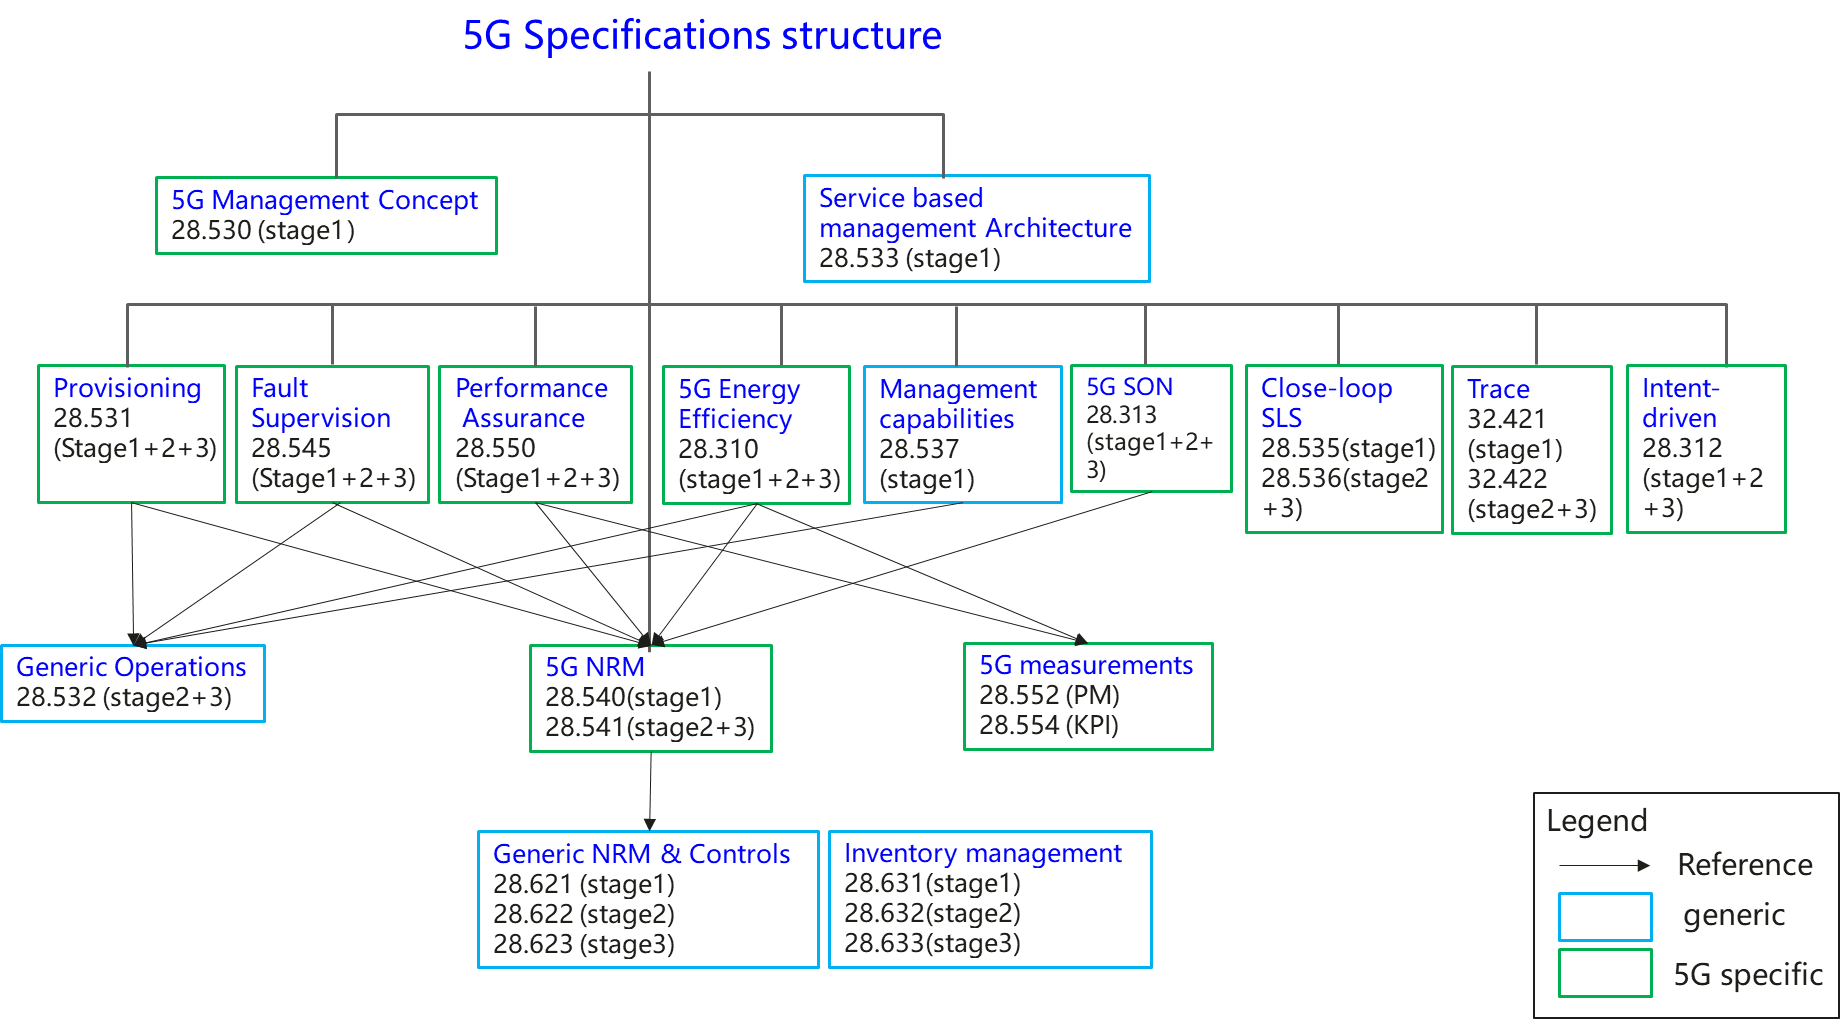 5G Specifications structure
5G Management Concept
28.530 (stage1)
Service based
management Architecture
28.533 (stage1)
Provisioning
28.531
(Stage1+2+3)
Fault
Supervision
28.545
(Stage1+2+3)
Performance
Assurance
28.550
(Stage1+2+3)
5G Energy
Efficiency
28.310
(stage1+2+3)
Management
capabilities
28.537
(stage1)
5G SON
28.313
(stage1+2+
3)
Close-loop
SLS
28.535(stage1)
28.536(stage2
+3)
Trace
32.421
(stage1)
32.422
(stage2+3)
Intent-
driven
28.312
(stage1+2
+3)
Generic Operations
28.532 (stage2+3)
5G NRM
28.540(stage1)
28.541(stage2+3)
5G measurements
28.552 (PM)
28.554 (KPI)
Generic NRM & Controls
28.621 (stage1)
28.622 (stage2)
28.623 (stage3)
Inventory management
28.631(stage1)
28.632(stage2)
28.633(stage3)
Legend
Reference
generic
5G specific